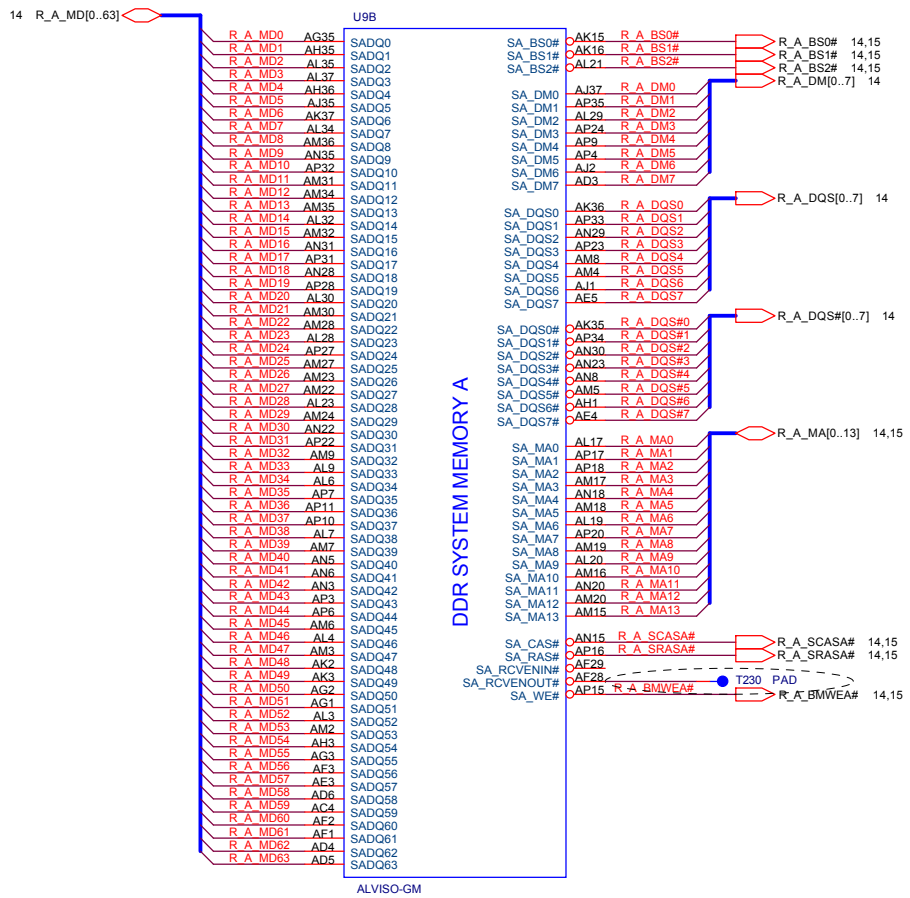 14 R_A_MD[0..63]
U9B
R_A_MD0 AG35 SADQ0
R_A_MD1 AH35 SADQ1
R_A_MD2 AL35 SADQ2
R_A_MD3 AL37 SADQ3
R_A_MD4 AH36 SADQ4
R_A_MD5 AJ35 SADQ5
R_A_MD6 AK37 SADQ6
R_A_MD7 AL34 SADQ7
R_A_MD8 AM36 SADQ8
R_A_MD9 AN35 SADQ9
R_A_MD10 AP32 SADQ10
R_A_MD11 AM31 SADQ11
R_A_MD12 AM34 SADQ12
R_A_MD13 AM35 SADQ13
R_A_MD14 AL32 SADQ14
R_A_MD15 AM32 SADQ15
R_A_MD16 AN31 SADQ16
R_A_MD17 AP31 SADQ17
R_A_MD18 AN28 SADQ18
R_A_MD19 AP28 SADQ19
R_A_MD20 AL30 SADQ20
R_A_MD21 AM30 SADQ21
R_A_MD22 AM28 SADQ22
R_A_MD23 AL28 SADQ23
R_A_MD24 AP27 SADQ24
R_A_MD25 AM27 SADQ25
R_A_MD26 AM23 SADQ26
R_A_MD27 AM22 SADQ27
R_A_MD28 AL23 SADQ28
R_A_MD29 AM24 SADQ29
R_A_MD30 AN22 SADQ30
R_A_MD31 AP22 SADQ31
R_A_MD32 AM9 SADQ32
R_A_MD33 AL9 SADQ33
R_A_MD34 AL6 SADQ34
R_A_MD35 AP7 SADQ35
R_A_MD36 AP11 SADQ36
R_A_MD37 AP10 SADQ37
R_A_MD38 AL7 SADQ38
R_A_MD39 AM7 SADQ39
R_A_MD40 AN5 SADQ40
R_A_MD41 AN6 SADQ41
R_A_MD42 AN3 SADQ42
R_A_MD43 AP3 SADQ43
R_A_MD44 AP6 SADQ44
R_A_MD45 AM6 SADQ45
R_A_MD46 AL4 SADQ46
R_A_MD47 AM3 SADQ47
R_A_MD48 AK2 SADQ48
R_A_MD49 AK3 SADQ49
R_A_MD50 AG2 SADQ50
R_A_MD51 AG1 SADQ51
R_A_MD52 AL3 SADQ52
R_A_MD53 AM2 SADQ53
R_A_MD54 AH3 SADQ54
R_A_MD55 AG3 SADQ55
R_A_MD56 AF3 SADQ56
R_A_MD57 AE3 SADQ57
R_A_MD58 AD6 SADQ58
R_A_MD59 AC4 SADQ59
R_A_MD60 AF2 SADQ60
R_A_MD61 AF1 SADQ61
R_A_MD62 AD4 SADQ62
R_A_MD63 AD5 SADQ63
DDR SYSTEM MEMORY A
SA_BS0# AK15 R_A_BS0# R_A_BS0# 14,15
SA_BS1# AK16 R_A_BS1# R_A_BS1# 14,15
SA_BS2# AL21 R_A_BS2# R_A_BS2# 14,15
R_A_DM[0..7] 14
SA_DM0 AJ37 R_A_DM0
SA_DM1 AP35 R_A_DM1
SA_DM2 AL29 R_A_DM2
SA_DM3 AP24 R_A_DM3
SA_DM4 AP9 R_A_DM4
SA_DM5 AP4 R_A_DM5
SA_DM6 AJ2 R_A_DM6
SA_DM7 AD3 R_A_DM7
R_A_DQS[0..7] 14
SA_DQS0 AK36 R_A_DQS0
SA_DQS1 AP33 R_A_DQS1
SA_DQS2 AN29 R_A_DQS2
SA_DQS3 AP23 R_A_DQS3
SA_DQS4 AM8 R_A_DQS4
SA_DQS5 AM4 R_A_DQS5
SA_DQS6 AJ1 R_A_DQS6
SA_DQS7 AE5 R_A_DQS7
R_A_DQS#[0..7] 14
SA_DQS0# AK35 R_A_DQS#0
SA_DQS1# AP34 R_A_DQS#1
SA_DQS2# AN30 R_A_DQS#2
SA_DQS3# AN23 R_A_DQS#3
SA_DQS4# AN8 R_A_DQS#4
SA_DQS5# AM5 R_A_DQS#5
SA_DQS6# AH1 R_A_DQS#6
SA_DQS7# AE4 R_A_DQS#7
R_A_MA[0..13] 14,15
SA_MA0 AL17 R_A_MA0
SA_MA1 AP17 R_A_MA1
SA_MA2 AP18 R_A_MA2
SA_MA3 AM17 R_A_MA3
SA_MA4 AN18 R_A_MA4
SA_MA5 AM18 R_A_MA5
SA_MA6 AL19 R_A_MA6
SA_MA7 AP20 R_A_MA7
SA_MA8 AM19 R_A_MA8
SA_MA9 AL20 R_A_MA9
SA_MA10 AM16 R_A_MA10
SA_MA11 AN20 R_A_MA11
SA_MA12 AM20 R_A_MA12
SA_MA13 AM15 R_A_MA13
SA_CAS# AN15 R_A_SCASA# R_A_SCASA# 14,15
SA_RAS# AP16 R_A_SRASA# R_A_SRASA# 14,15
SA_RCVENIN# AF29
SA_RCVENOUT# AF28 T230 PAD
SA_WE# AP15 R_A_BMWEA# R_A_BMWEA# 14,15
ALVISO-GM